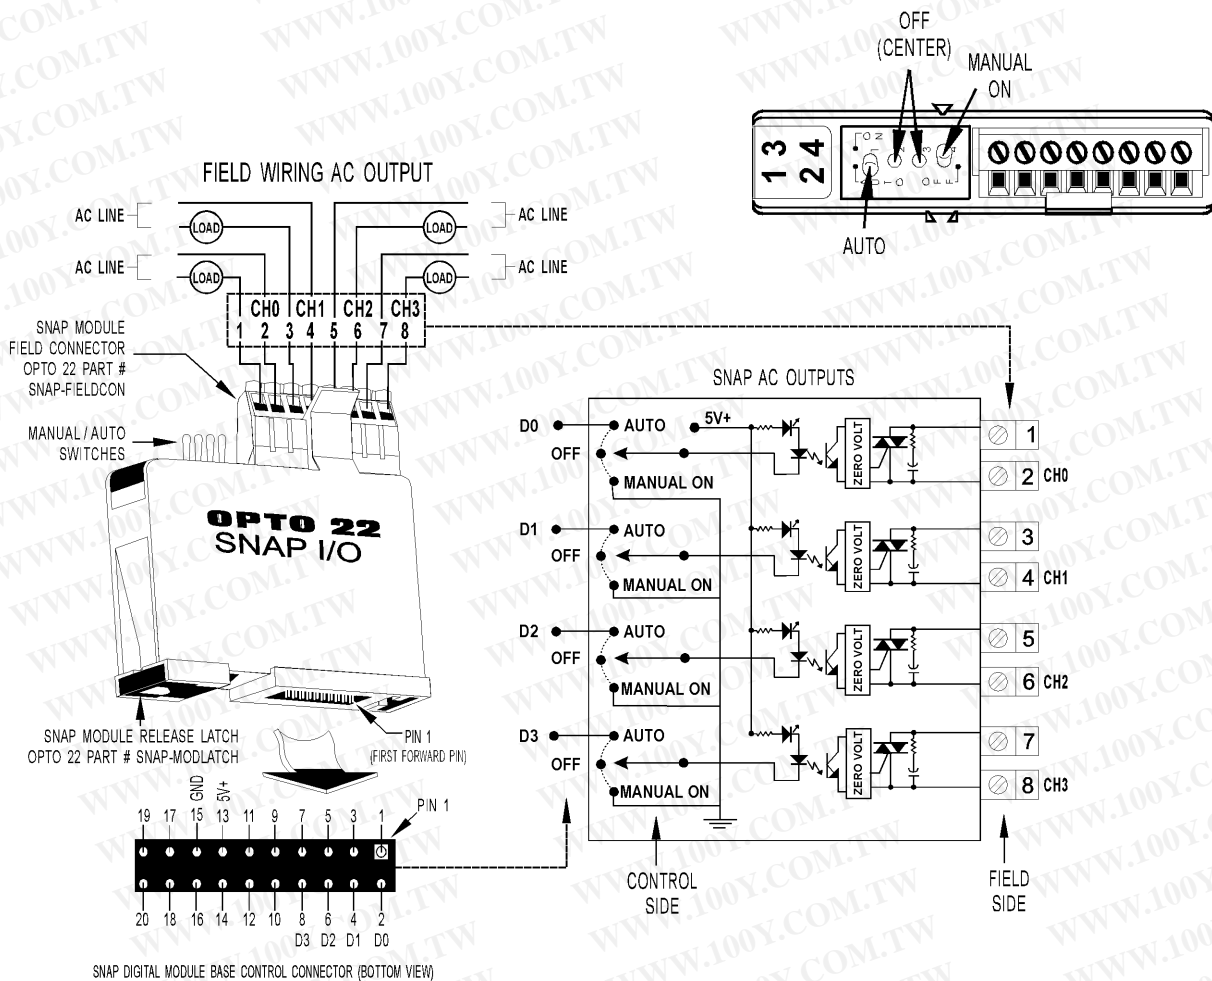 OFF
(CENTER)
MANUAL
ON
1 3
2 4
AUTO
FIELD WIRING AC OUTPUT
AC LINE
LOAD
LOAD
AC LINE
AC LINE
LOAD
LOAD
AC LINE
CH0 CH1 CH2 CH3
1 2 3 4 5 6 7 8
SNAP MODULE
FIELD CONNECTOR
OPTO 22 PART #
SNAP-FIELDCON
MANUAL/AUTO
SWITCHES
OPTO 22
SNAP I/O
SNAP MODULE RELEASE LATCH
OPTO 22 PART # SNAP-MODLATCH
PIN 1
(FIRST FORWARD PIN)
GND
5V+
PIN 1
19 17 15 13 11 9 7 5 3 1
20 18 16 14 12 10 8 6 4 2
D3 D2 D1 D0
SNAP DIGITAL MODULE BASE CONTROL CONNECTOR (BOTTOM VIEW)
SNAP AC OUTPUTS
D0
AUTO
5V+
OFF
MANUAL ON
ZERO VOLT
1
2 CH0
D1
AUTO
OFF
MANUAL ON
ZERO VOLT
3
4 CH1
D2
AUTO
OFF
MANUAL ON
ZERO VOLT
5
6 CH2
D3
AUTO
OFF
MANUAL ON
ZERO VOLT
7
8 CH3
CONTROL
SIDE
FIELD
SIDE
WWW.100Y.COM.TW